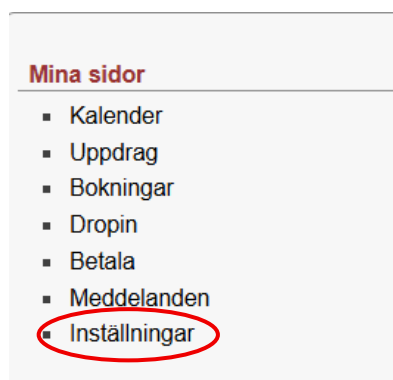 Mina sidor
Kalender
Uppdrag
Bokningar
Dropin
Betala
Meddelanden
Inställningar